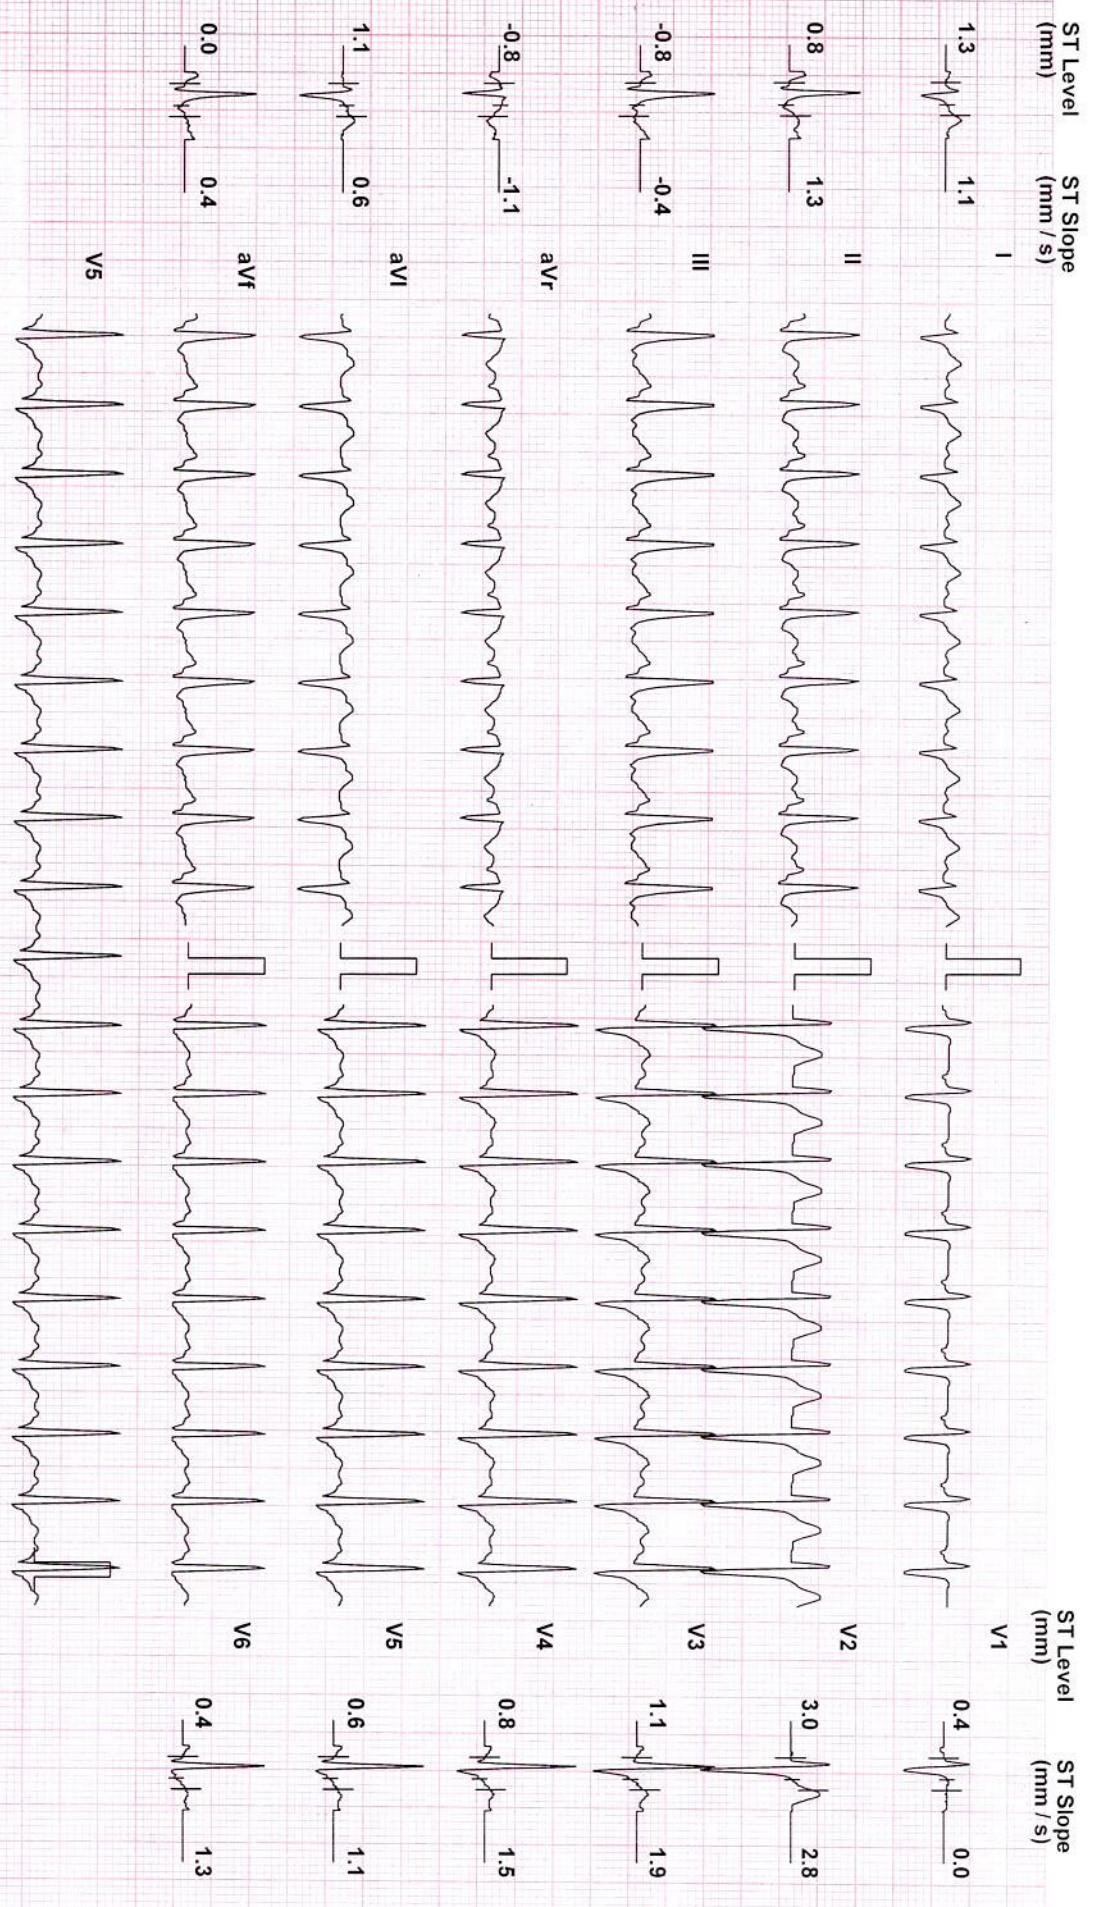 ST Level
(mm)
ST Slope
(mm / s)
1.3
1.1
I
0.8
1.3
II
-0.8
-0.4
III
-0.8
-1.1
aVr
1.1
0.6
aVl
0.0
0.4
aVf
V5
ST Level
(mm)
ST Slope
(mm / s)
V1
0.4
0.0
V2
3.0
2.8
V3
1.1
1.9
V4
0.8
1.5
V5
0.6
1.1
V6
0.4
1.3